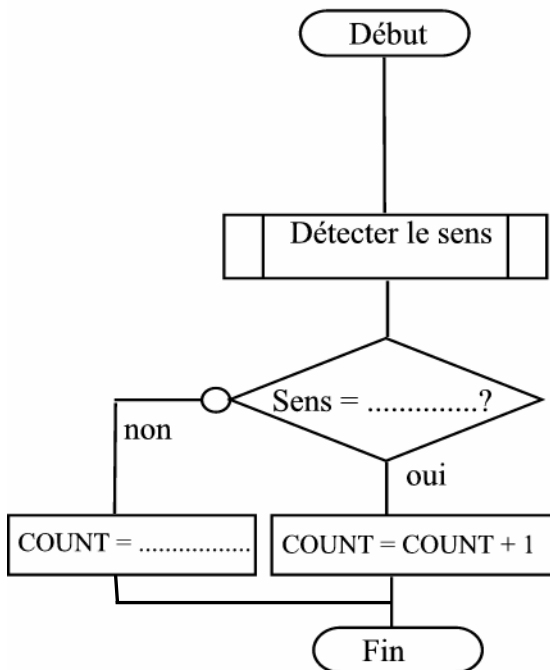 Début
Détecter le sens
Sens = ...............?
non
oui
COUNT = .................
COUNT = COUNT + 1
Fin